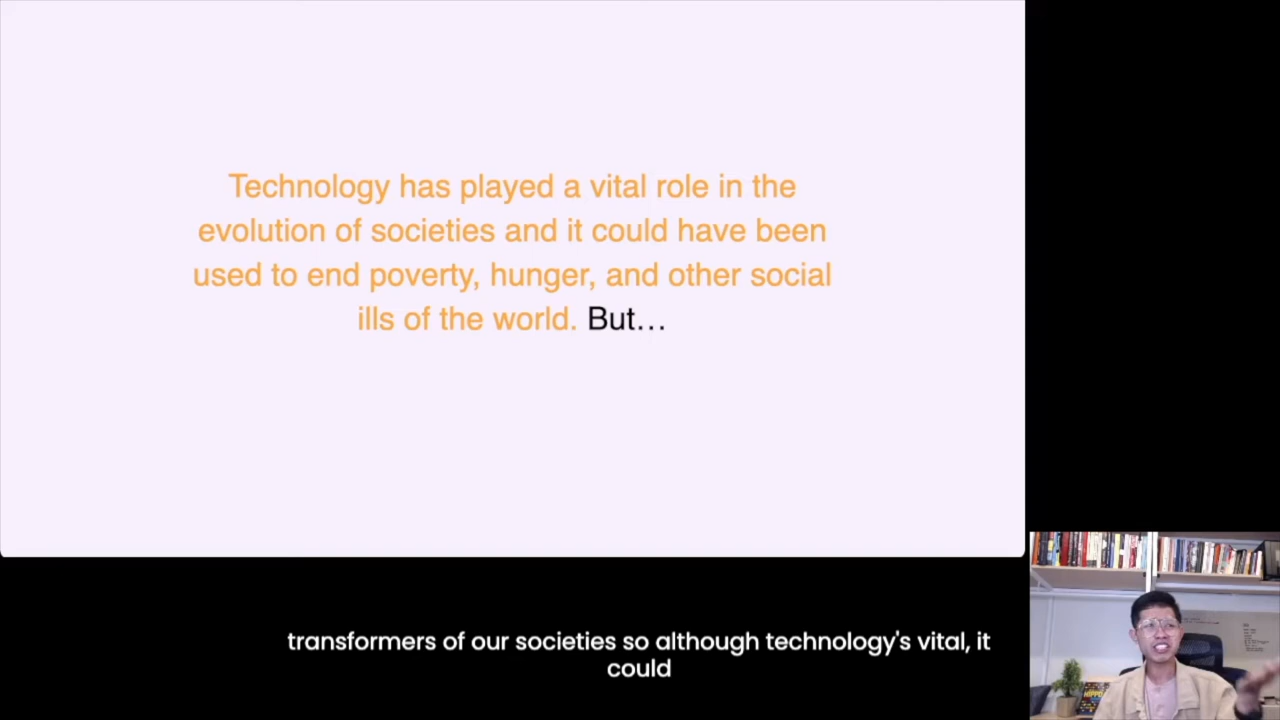 Technology has played a vital role in the
evolution of societies and it could have been
used to end poverty, hunger, and other social
ills of the world. But…
transformers of our societies so although technology's vital, it
could